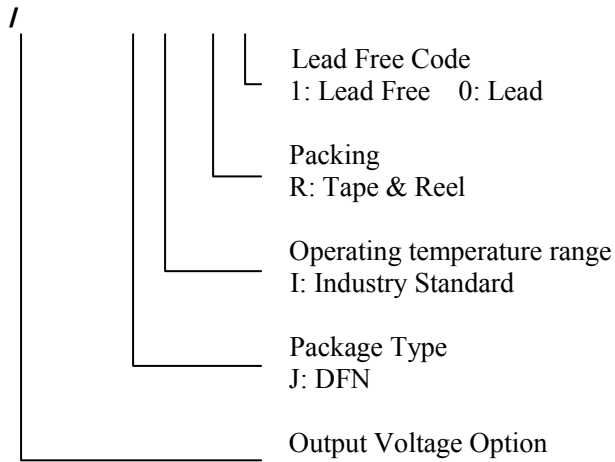 /
Lead Free Code
1: Lead Free 0: Lead
Packing
R: Tape & Reel
Operating temperature range
I: Industry Standard
Package Type
J: DFN
Output Voltage Option